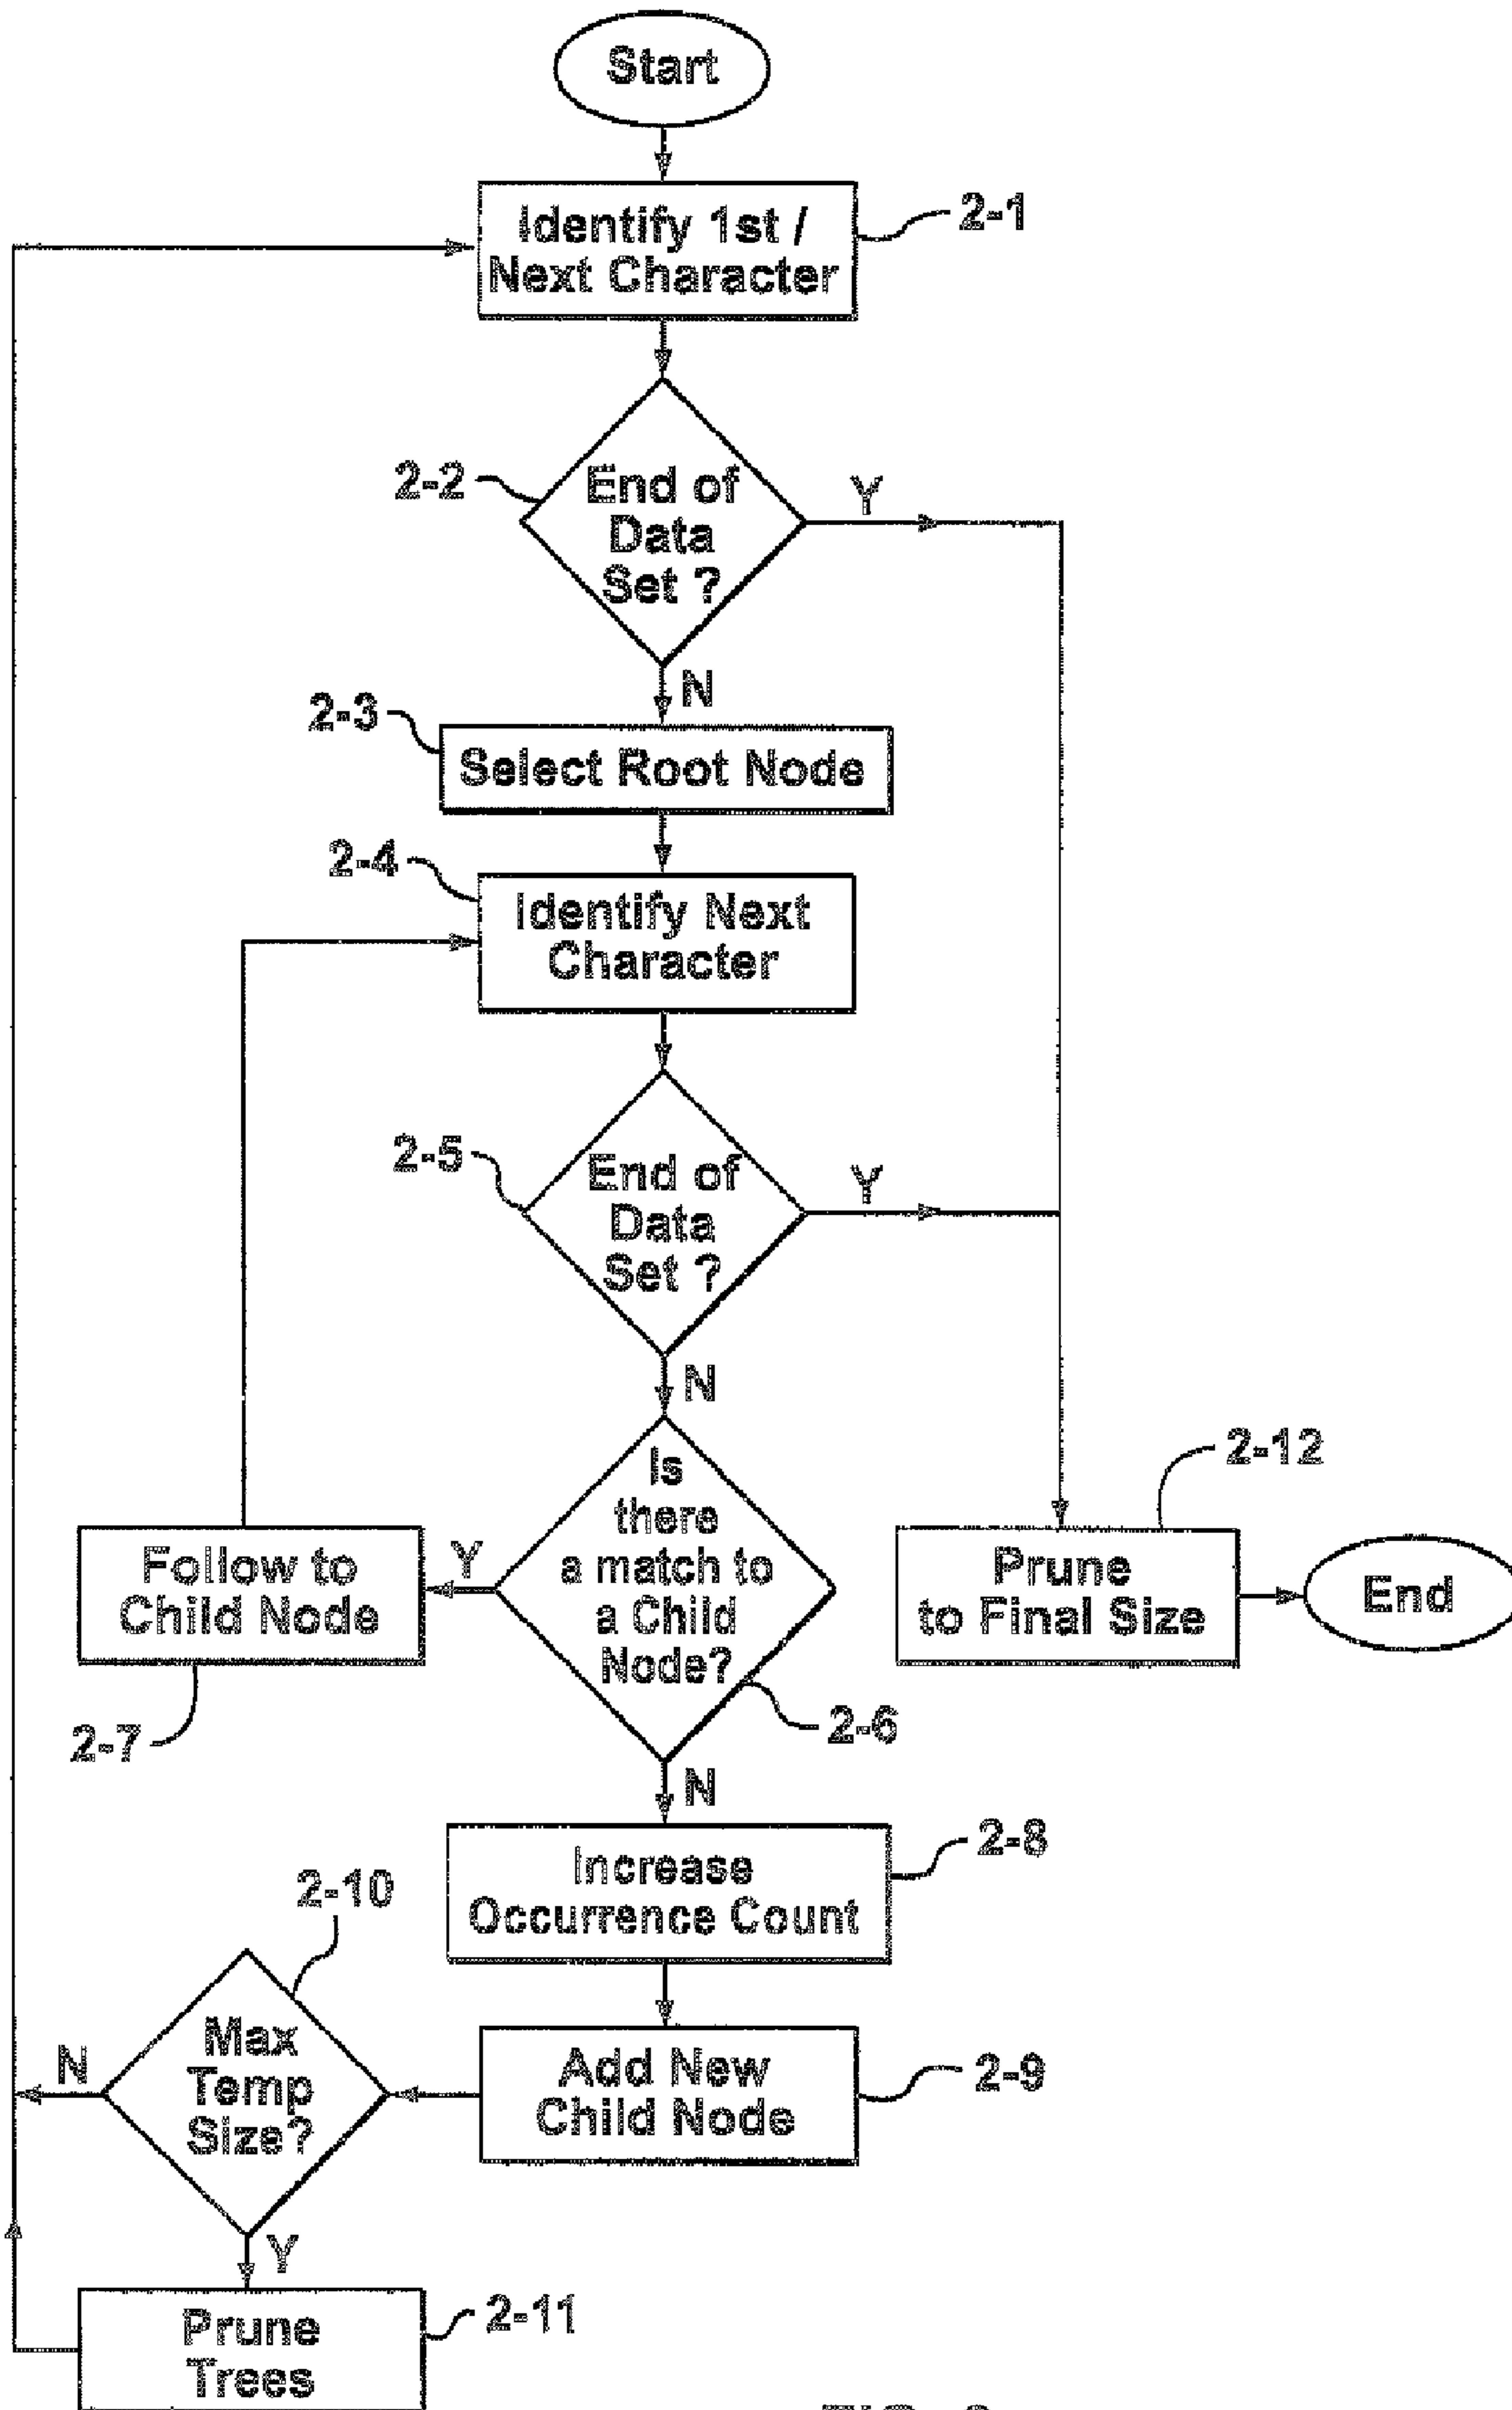 Start
Identify 1st /
Next Character
2-1
2-2
End of
Data
Set ?
Y
N
2-3
Select Root Node
2-4
Identify Next
Character
2-5
End of
Data
Set ?
Y
N
Is
there
a match to
a Child
Node?
2-6
Y
Follow to
Child Node
2-7
2-12
Prune
to Final Size
End
N
Increase
Occurrence Count
2-8
2-10
Max
Temp
Size?
N
Add New
Child Node
2-9
Y
Prune
Trees
2-11